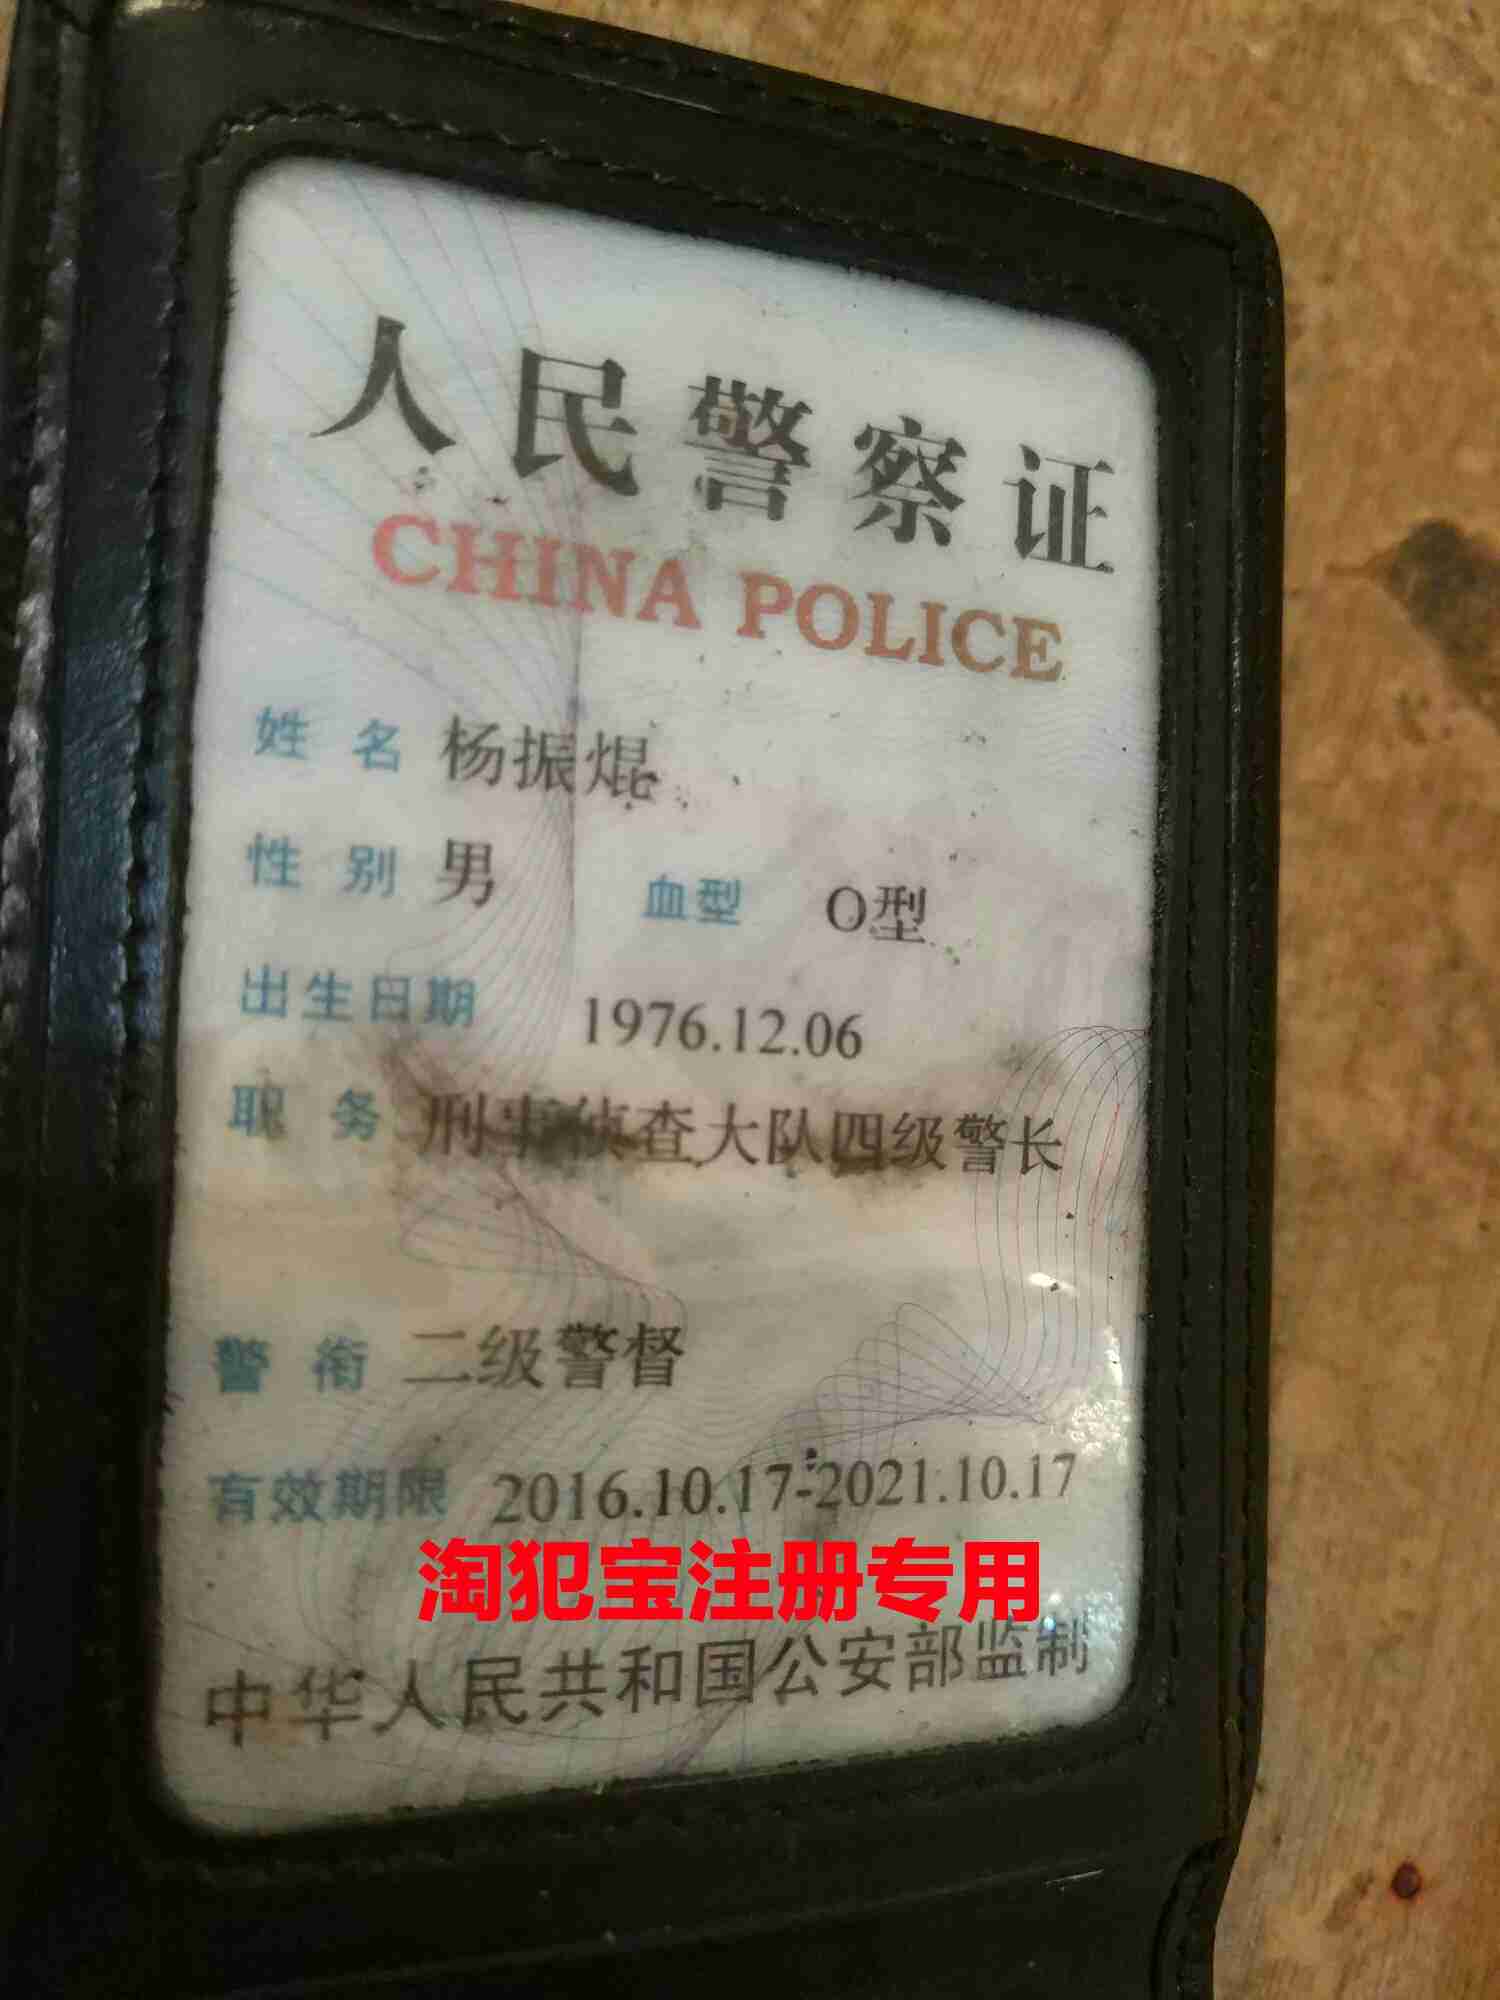 人民警察证
CHINA POLICE
姓 名 杨振焜
性 别 男 血型 O型
出生日期 1976.12.06
职 务 刑事侦查大队四级警长
警 衔 二级警督
有效期限 2016.10.17-2021.10.17
淘犯宝注册专用
中华人民共和国公安部监制